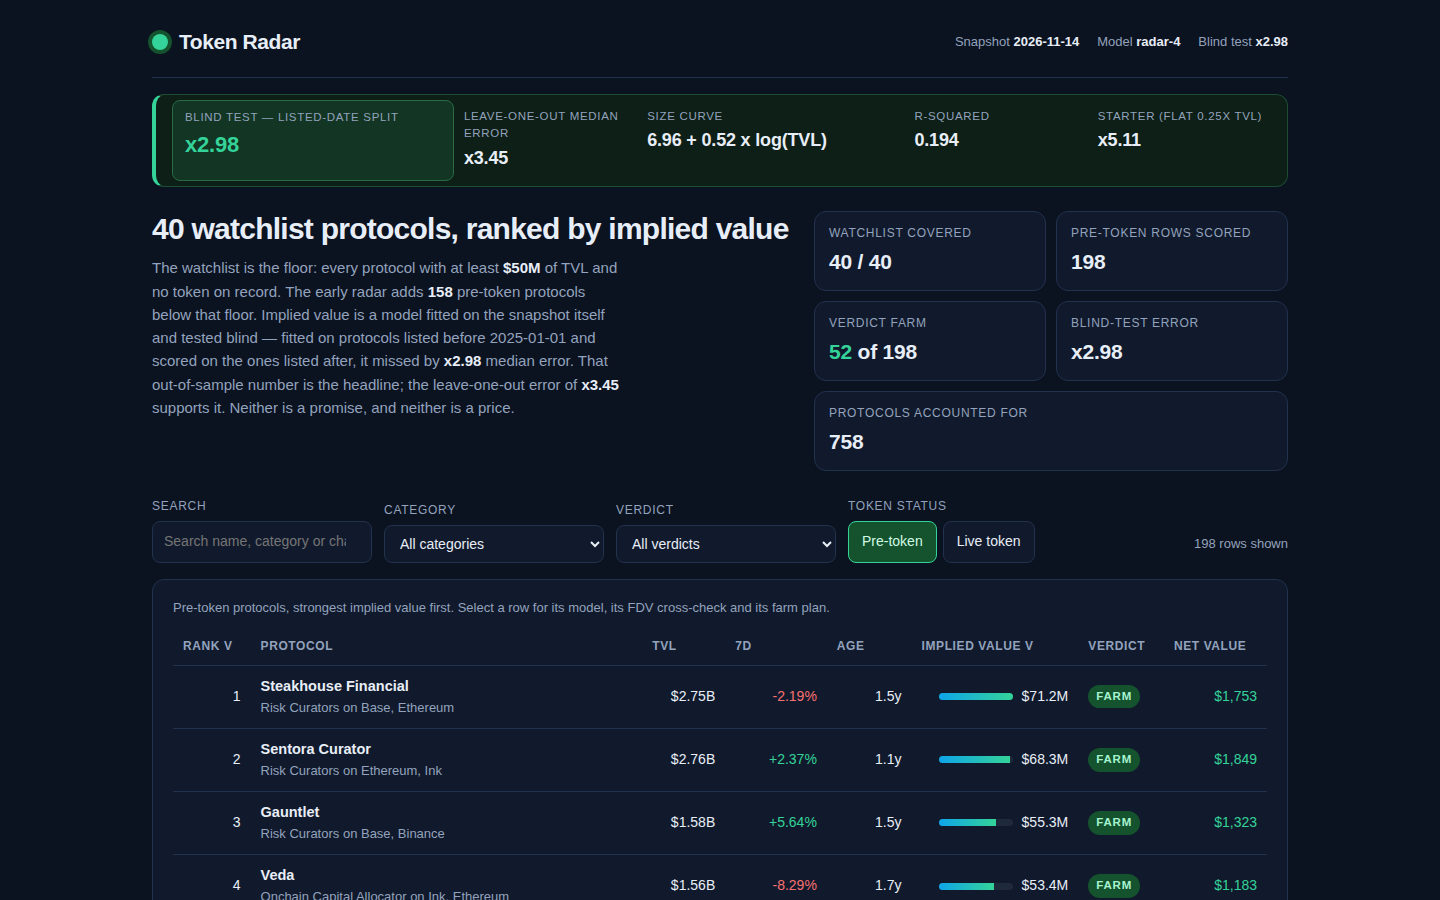 Token Radar
Snapshot 2026-11-14 Model radar-4 Blind test x2.98
BLIND TEST — LISTED-DATE SPLIT
x2.98
LEAVE-ONE-OUT MEDIAN
ERROR
x3.45
SIZE CURVE
6.96 + 0.52 x log(TVL)
R-SQUARED
0.194
STARTER (FLAT 0.25X TVL)
x5.11
40 watchlist protocols, ranked by implied value
The watchlist is the floor: every protocol with at least $50M of TVL and
no token on record. The early radar adds 158 pre-token protocols
below that floor. Implied value is a model fitted on the snapshot itself
and tested blind — fitted on protocols listed before 2025-01-01 and
scored on the ones listed after, it missed by x2.98 median error. That
out-of-sample number is the headline; the leave-one-out error of x3.45
supports it. Neither is a promise, and neither is a price.
WATCHLIST COVERED
40 / 40
PRE-TOKEN ROWS SCORED
198
VERDICT FARM
52 of 198
BLIND-TEST ERROR
x2.98
PROTOCOLS ACCOUNTED FOR
758
SEARCH
Search name, category or cha
CATEGORY
All categories
VERDICT
All verdicts
TOKEN STATUS
Pre-token Live token
198 rows shown
Pre-token protocols, strongest implied value first. Select a row for its model, its FDV cross-check and its farm plan.
RANK V PROTOCOL TVL 7D AGE IMPLIED VALUE V VERDICT NET VALUE
1 Steakhouse Financial $2.75B -2.19% 1.5y $71.2M FARM $1,753
Risk Curators on Base, Ethereum
2 Sentora Curator $2.76B +2.37% 1.1y $68.3M FARM $1,849
Risk Curators on Ethereum, Ink
3 Gauntlet $1.58B +5.64% 1.5y $55.3M FARM $1,323
Risk Curators on Base, Binance
4 Veda $1.56B -8.29% 1.7y $53.4M FARM $1,183
Onchain Capital Allocator on Ink, Ethereum